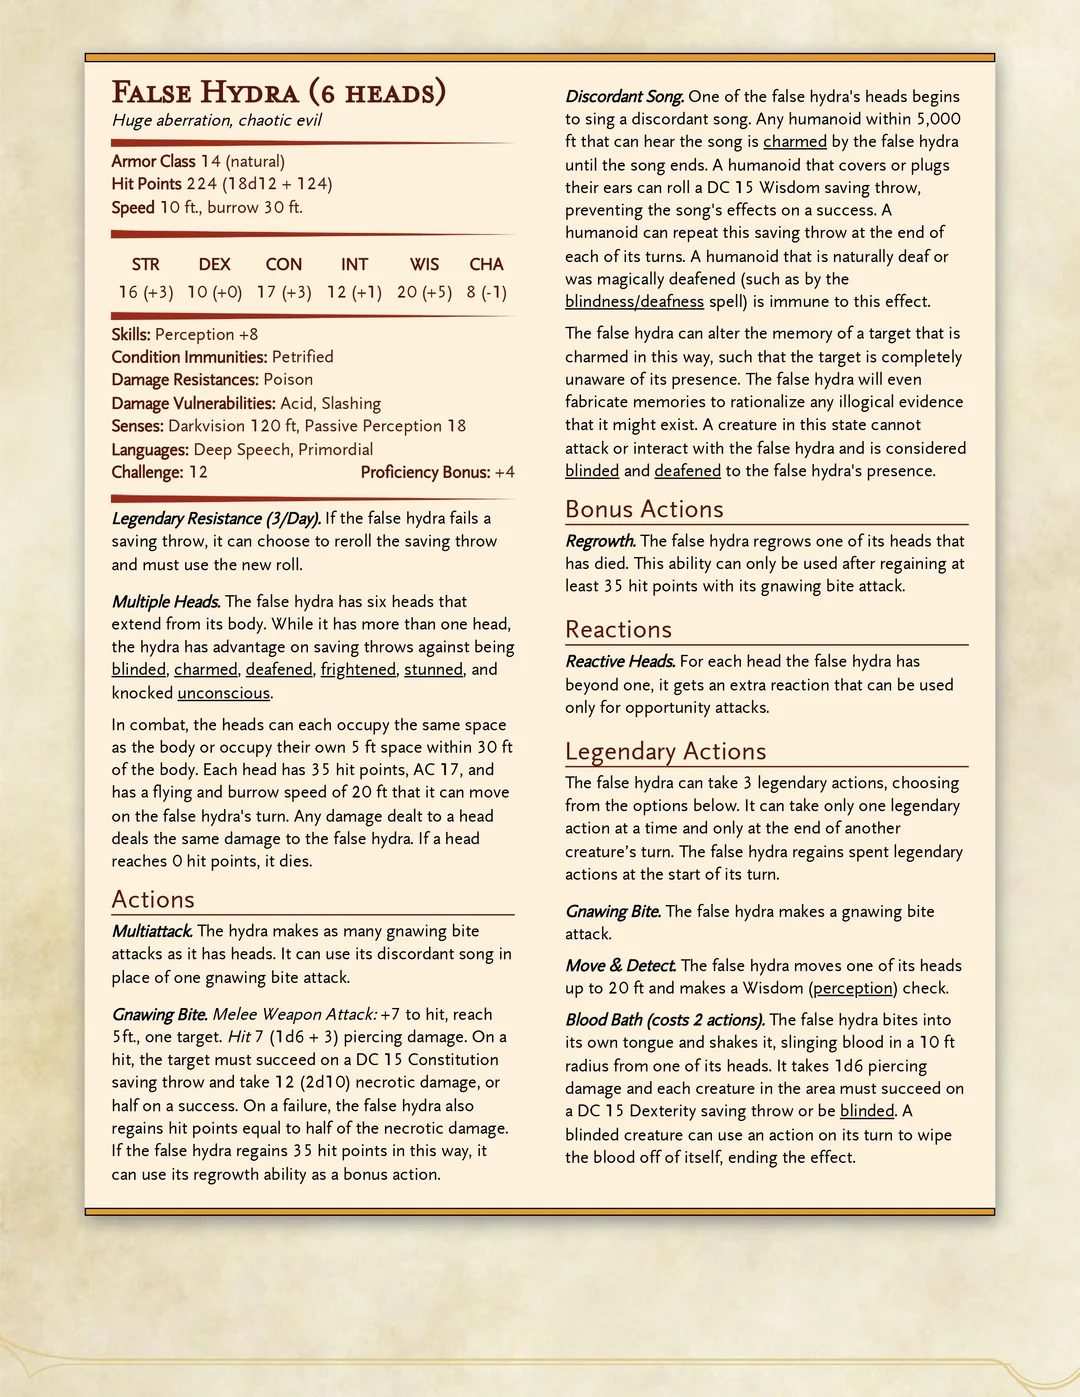 False Hydra (6 heads)
Huge aberration, chaotic evil
Armor Class 14 (natural)
Hit Points 224 (18d12 + 124)
Speed 10 ft., burrow 30 ft.
STR DEX CON INT WIS CHA
16 (+3) 10 (+0) 17 (+3) 12 (+1) 20 (+5) 8 (-1)
Skills: Perception +8
Condition Immunities: Petrified
Damage Resistances: Poison
Damage Vulnerabilities: Acid, Slashing
Senses: Darkvision 120 ft, Passive Perception 18
Languages: Deep Speech, Primordial
Challenge: 12 Proficiency Bonus: +4
Legendary Resistance (3/Day). If the false hydra fails a
saving throw, it can choose to reroll the saving throw
and must use the new roll.
Multiple Heads. The false hydra has six heads that
extend from its body. While it has more than one head,
the hydra has advantage on saving throws against being
blinded, charmed, deafened, frightened, stunned, and
knocked unconscious.
In combat, the heads can each occupy the same space
as the body or occupy their own 5 ft space within 30 ft
of the body. Each head has 35 hit points, AC 17, and
has a flying and burrow speed of 20 ft that it can move
on the false hydra's turn. Any damage dealt to a head
deals the same damage to the false hydra. If a head
reaches 0 hit points, it dies.
Actions
Multiattack. The hydra makes as many gnawing bite
attacks as it has heads. It can use its discordant song in
place of one gnawing bite attack.
Gnawing Bite. Melee Weapon Attack: +7 to hit, reach
5ft., one target. Hit 7 (1d6 + 3) piercing damage. On a
hit, the target must succeed on a DC 15 Constitution
saving throw and take 12 (2d10) necrotic damage, or
half on a success. On a failure, the false hydra also
regains hit points equal to half of the necrotic damage.
If the false hydra regains 35 hit points in this way, it
can use its regrowth ability as a bonus action.
Discordant Song. One of the false hydra's heads begins
to sing a discordant song. Any humanoid within 5,000
ft that can hear the song is charmed by the false hydra
until the song ends. A humanoid that covers or plugs
their ears can roll a DC 15 Wisdom saving throw,
preventing the song's effects on a success. A
humanoid can repeat this saving throw at the end of
each of its turns. A humanoid that is naturally deaf or
was magically deafened (such as by the
blindness/deafness spell) is immune to this effect.
The false hydra can alter the memory of a target that is
charmed in this way, such that the target is completely
unaware of its presence. The false hydra will even
fabricate memories to rationalize any illogical evidence
that it might exist. A creature in this state cannot
attack or interact with the false hydra and is considered
blinded and deafened to the false hydra's presence.
Bonus Actions
Regrowth. The false hydra regrows one of its heads that
has died. This ability can only be used after regaining at
least 35 hit points with its gnawing bite attack.
Reactions
Reactive Heads. For each head the false hydra has
beyond one, it gets an extra reaction that can be used
only for opportunity attacks.
Legendary Actions
The false hydra can take 3 legendary actions, choosing
from the options below. It can take only one legendary
action at a time and only at the end of another
creature's turn. The false hydra regains spent legendary
actions at the start of its turn.
Gnawing Bite. The false hydra makes a gnawing bite
attack.
Move & Detect. The false hydra moves one of its heads
up to 20 ft and makes a Wisdom (perception) check.
Blood Bath (costs 2 actions). The false hydra bites into
its own tongue and shakes it, slinging blood in a 10 ft
radius from one of its heads. It takes 1d6 piercing
damage and each creature in the area must succeed on
a DC 15 Dexterity saving throw or be blinded. A
blinded creature can use an action on its turn to wipe
the blood off of itself, ending the effect.